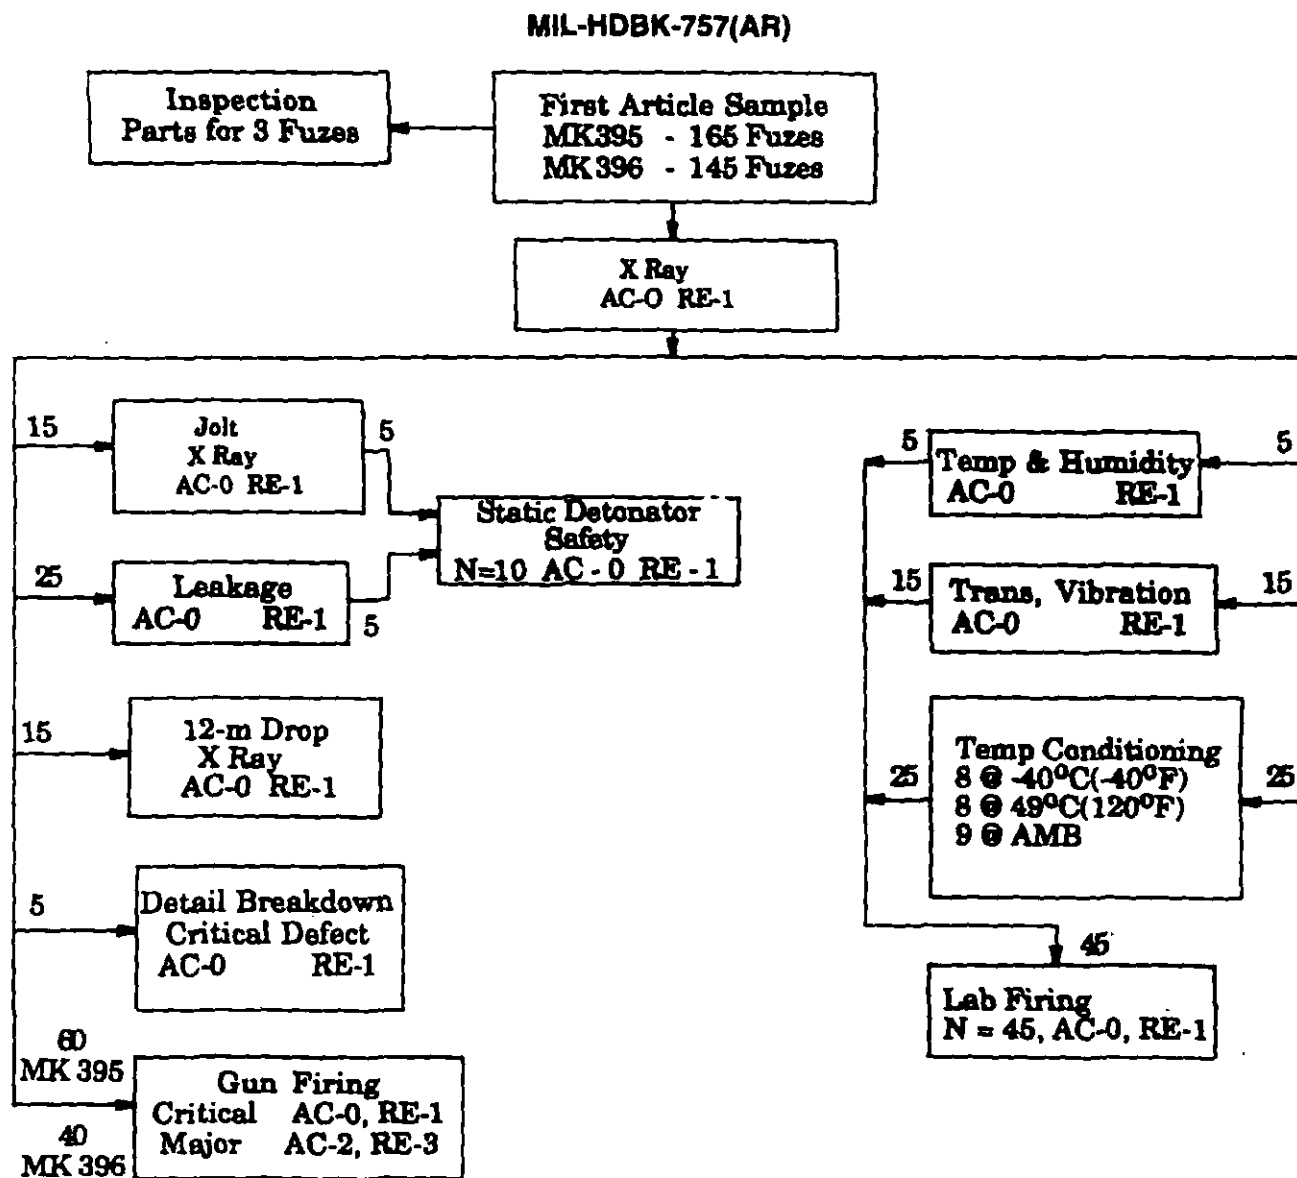 MIL-HDBK-757(AR)
Inspection
Parts for 3 Fuzes
First Article Sample
MK395 - 165 Fuzes
MK396 - 145 Fuzes
X Ray
AC-O RE-1
15
Jolt
X Ray
AC-0 RE-1
5
25
Leakage
AC-0 RE-1
5
Static Detonator
Safety
N=10 AC - 0 RE - 1
15
12-m Drop
X Ray
AC-0 RE-1
5
Detail Breakdown
Critical Defect
AC-0 RE-1
60
MK 395
40
MK 396
Gun Firing
Critical AC-0, RE-1
Major AC-2, RE-3
5
Temp & Humidity
AC-0 RE-1
5
15
Trans, Vibration
AC-0 RE-1
15
25
Temp Conditioning
8 @ -40°C(-40°F)
8 @ 49°C(120°F)
9 @ AMB
25
45
Lab Firing
N = 45, AC-0, RE-1